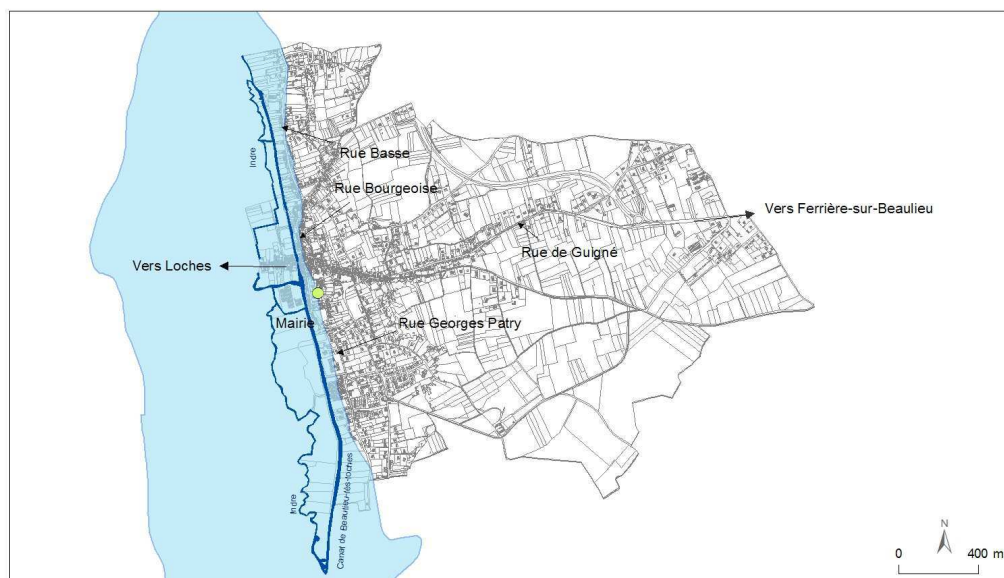 Rue Basse
Indre
Rue Bourgeoise
Vers Ferrière-sur-Beaulieu
Rue de Guigné
Vers Loches
Mairie
Rue Georges Patry
Indre
Canal de Beaulieu-lès-loches
N
0 400 m